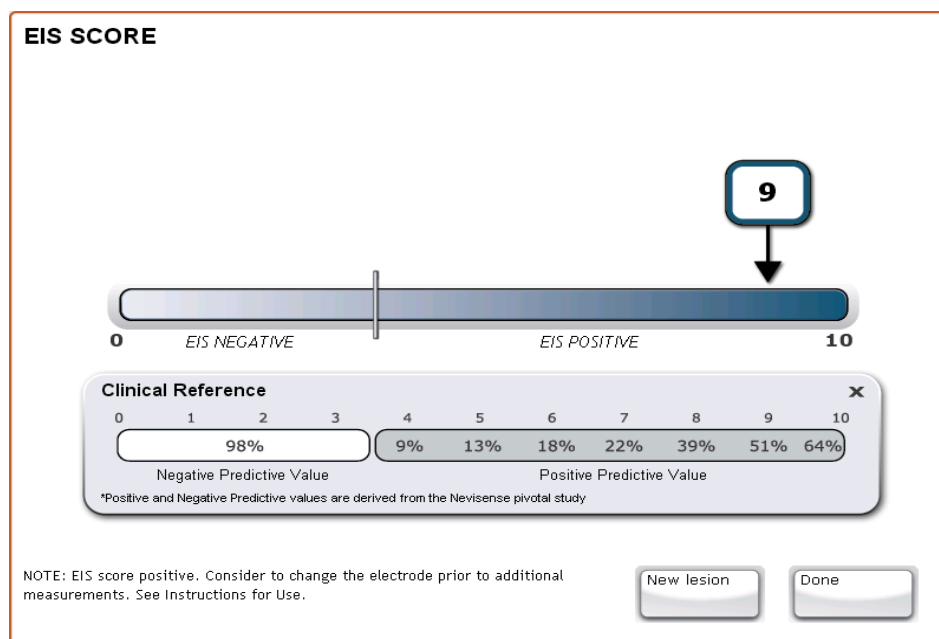 EIS SCORE
9
0 EIS NEGATIVE EIS POSITIVE 10
Clinical Reference x
0 1 2 3 4 5 6 7 8 9 10
98% 9% 13% 18% 22% 39% 51% 64%
Negative Predictive Value Positive Predictive Value
*Positive and Negative Predictive values are derived from the Nevisense pivotal study
NOTE: EIS score positive. Consider to change the electrode prior to additional
measurements. See Instructions for Use.
New lesion Done